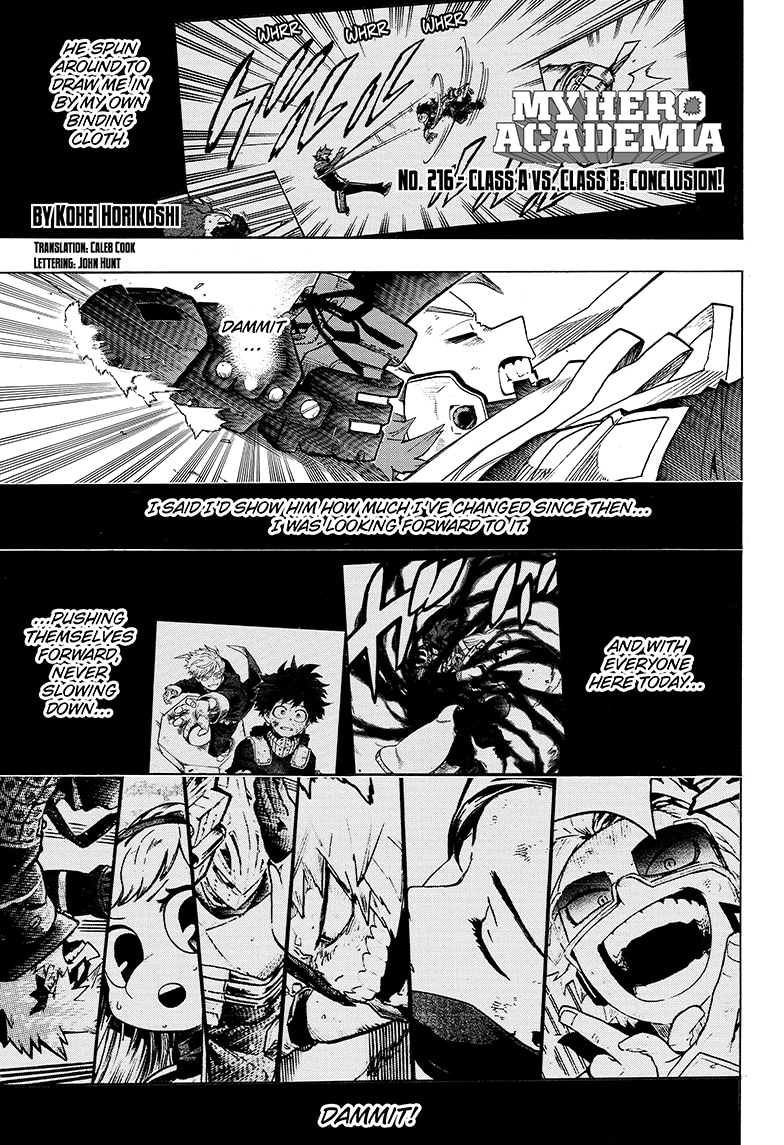 WHRR
WHRR
WHRR
HE SPUN
AROUND TO
DRAW ME IN
BY MY OWN
BINDING
CLOTH.
MY HERO
ACADEMIA
NO. 216 - CLASS A VS. CLASS B: CONCLUSION!
BY KOHEI HORIKOSHI
TRANSLATION: CALEB COOK
LETTERING: JOHN HUNT
DAMMIT
...
I SAID I'D SHOW HIM HOW MUCH I'VE CHANGED SINCE THEN...
I WAS LOOKING FORWARD TO IT.
AND WITH
EVERYONE
HERE TODAY...
...PUSHING
THEMSELVES
FORWARD,
NEVER
SLOWING
DOWN...
DAMMIT!